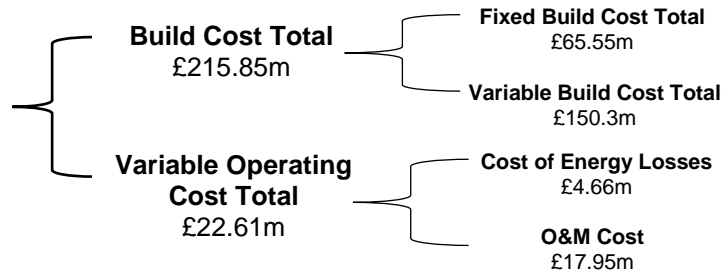 Build Cost Total
£215.85m
Fixed Build Cost Total
£65.55m
Variable Build Cost Total
£150.3m
Variable Operating
Cost Total
£22.61m
Cost of Energy Losses
£4.66m
O&M Cost
£17.95m